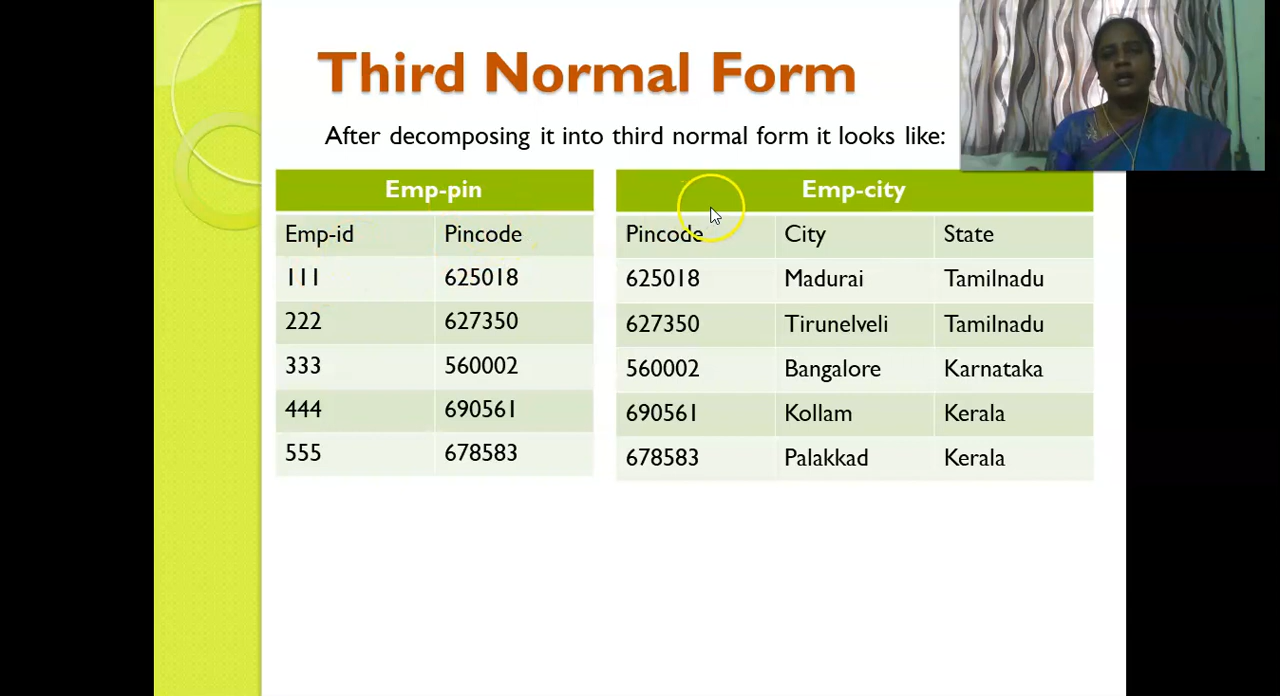 Third Normal Form
After decomposing it into third normal form it looks like:
Emp-pin
Emp-id Pincode
111 625018
222 627350
333 560002
444 690561
555 678583
Emp-city
Pincode City State
625018 Madurai Tamilnadu
627350 Tirunelveli Tamilnadu
560002 Bangalore Karnataka
690561 Kollam Kerala
678583 Palakkad Kerala